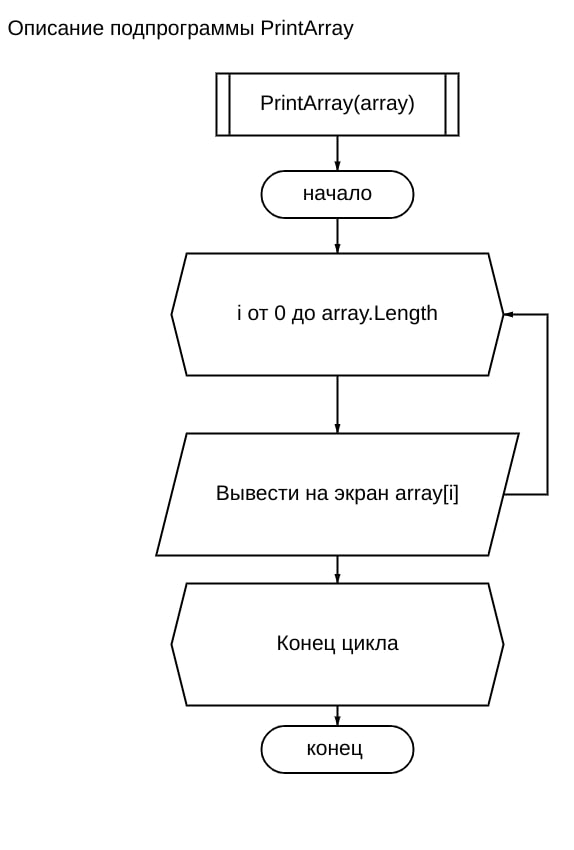 Описание подпрограммы PrintArray
PrintArray(array)
начало
i от 0 до array.Length
Вывести на экран array[i]
Конец цикла
конец